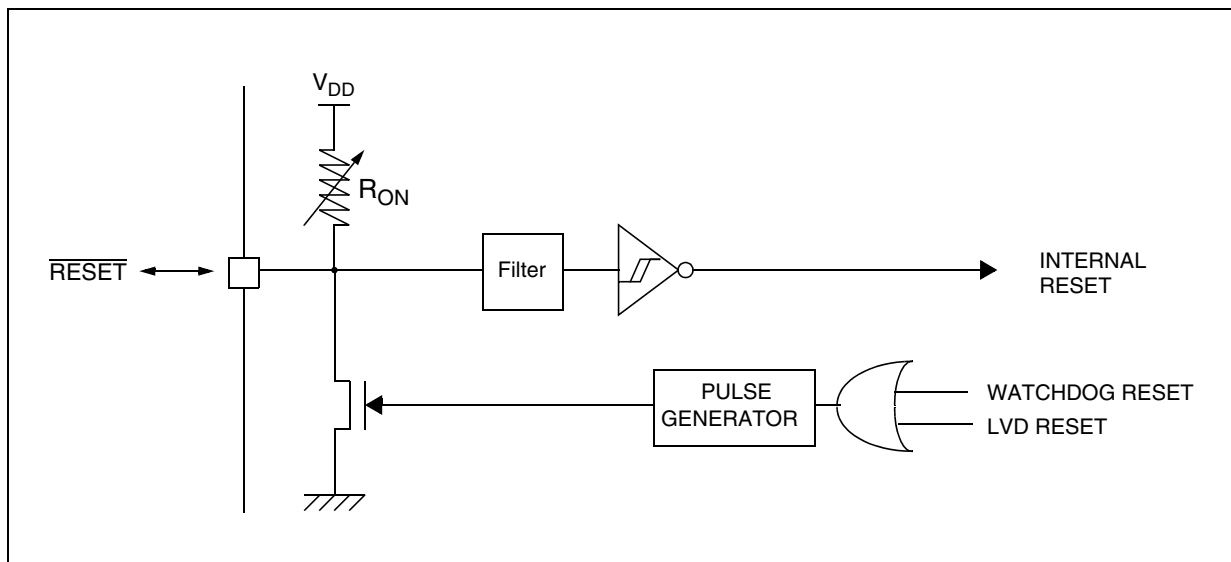 VDD
RON
RESET
Filter
INTERNAL
RESET
PULSE
GENERATOR
WATCHDOG RESET
LVD RESET